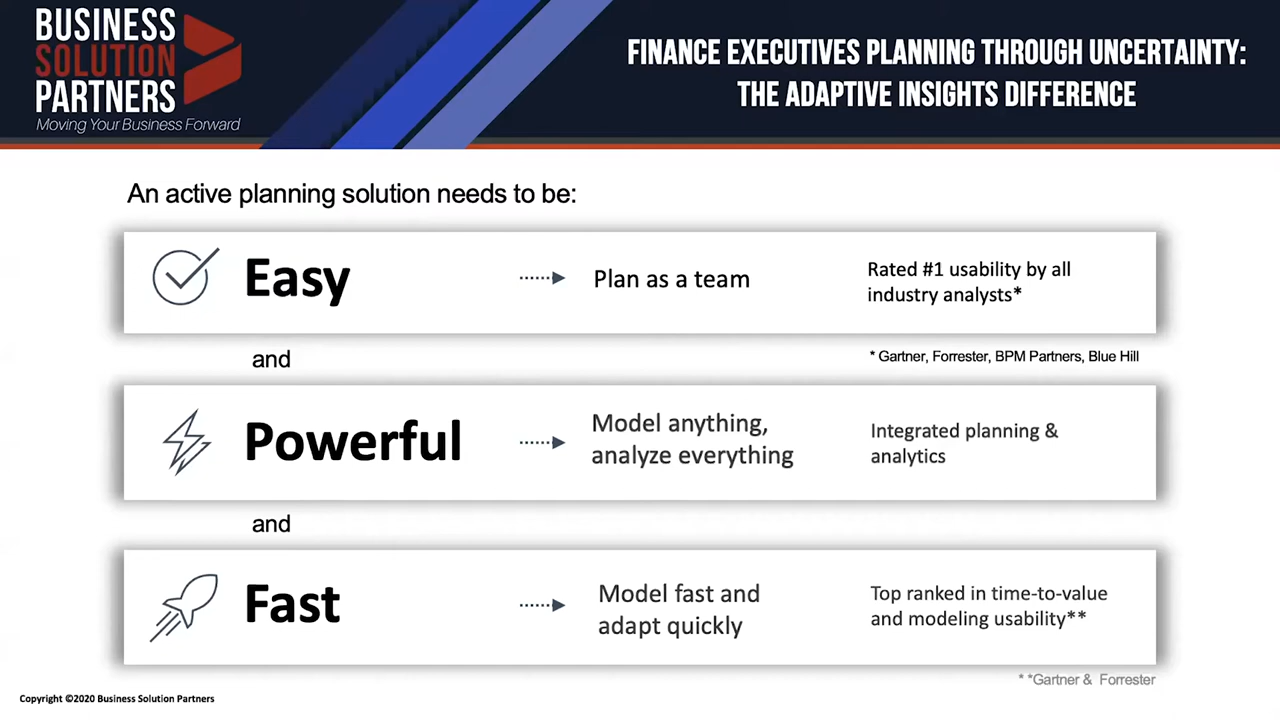 BUSINESS
SOLUTION
PARTNERS
Moving Your Business Forward
FINANCE EXECUTIVES PLANNING THROUGH UNCERTAINTY:
THE ADAPTIVE INSIGHTS DIFFERENCE
An active planning solution needs to be:
Easy
Plan as a team
Rated #1 usability by all
industry analysts*
and
* Gartner, Forrester, BPM Partners, Blue Hill
Powerful
Model anything,
analyze everything
Integrated planning &
analytics
and
Fast
Model fast and
adapt quickly
Top ranked in time-to-value
and modeling usability**
* *Gartner & Forrester
Copyright ©2020 Business Solution Partners